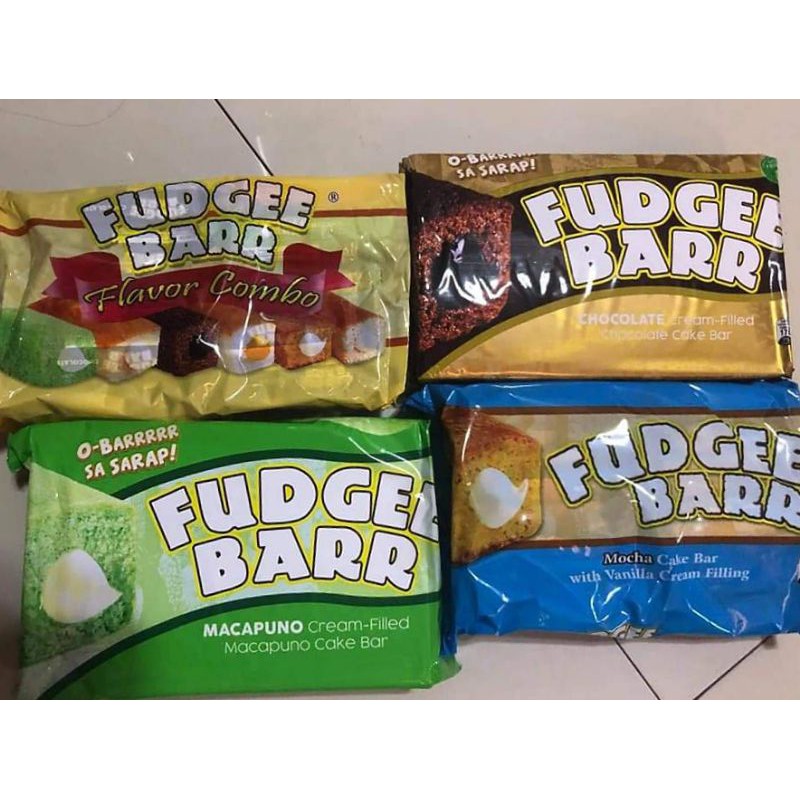 FUDGEE
BARR
®
Flavor Combo
CHOCOLATE
O-BARRRRR
SA SARAP!
FUDGEE
BARR
CHOCOLATE Cream-Filled
Chocolate Cake Bar
O-BARRRRR
SA SARAP!
FUDGEE
BARR
MACAPUNO Cream-Filled
Macapuno Cake Bar
FUDGEE
BARR
Mocha Cake Bar
with Vanilla Cream Filling